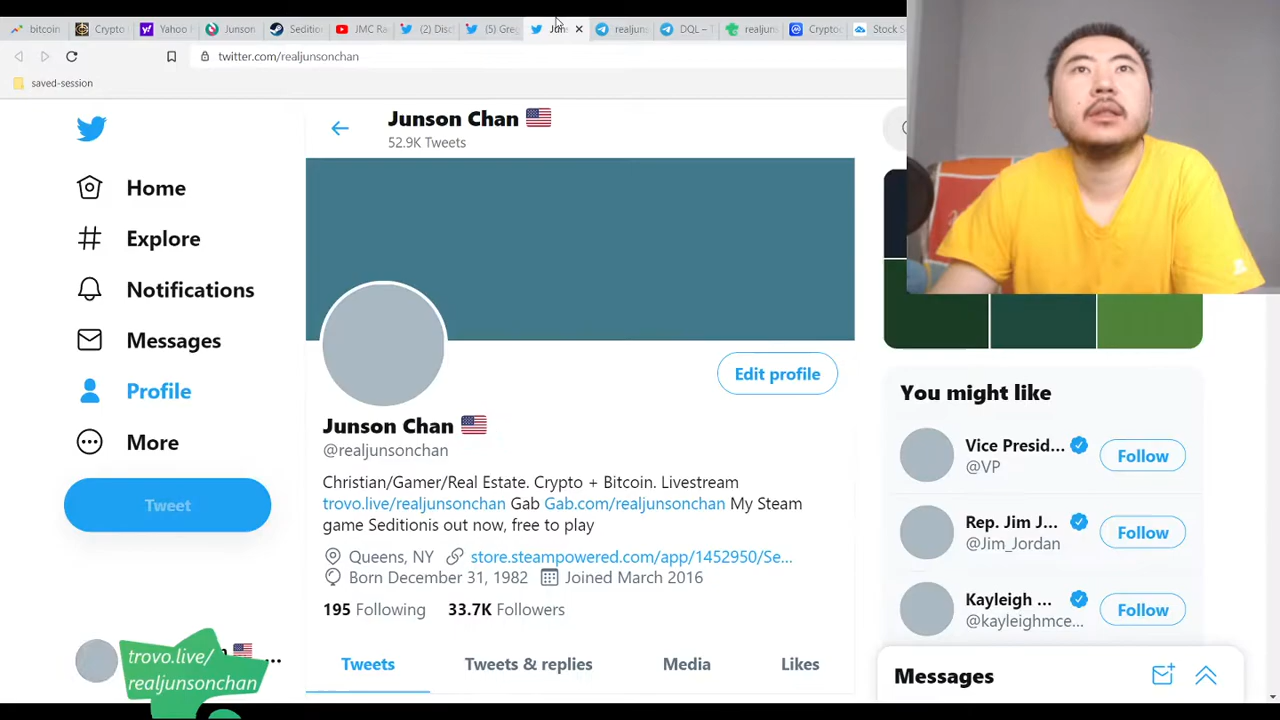 bitcoin Crypto Yahoo Junson Seditio JMC Ra (2) Disc (5) Gre Jun realjun DQL – T realjun Crypto Stock S
twitter.com/realjunsonchan
saved-session
Junson Chan 🇺🇸
52.9K Tweets
Home
Explore
Notifications
Messages
Profile
More
Tweet
Edit profile
Junson Chan 🇺🇸
@realjunsonchan
Christian/Gamer/Real Estate. Crypto + Bitcoin. Livestream
trovo.live/realjunsonchan Gab Gab.com/realjunsonchan My Steam
game Seditionis out now, free to play
Queens, NY store.steampowered.com/app/1452950/Se...
Born December 31, 1982 Joined March 2016
195 Following 33.7K Followers
Tweets Tweets & replies Media Likes
You might like
Vice Presid...
@VP
Follow
Rep. Jim J...
@Jim_Jordan
Follow
Kayleigh ...
@kayleighmce...
Follow
Messages
trovo.live/
realjunsonchan